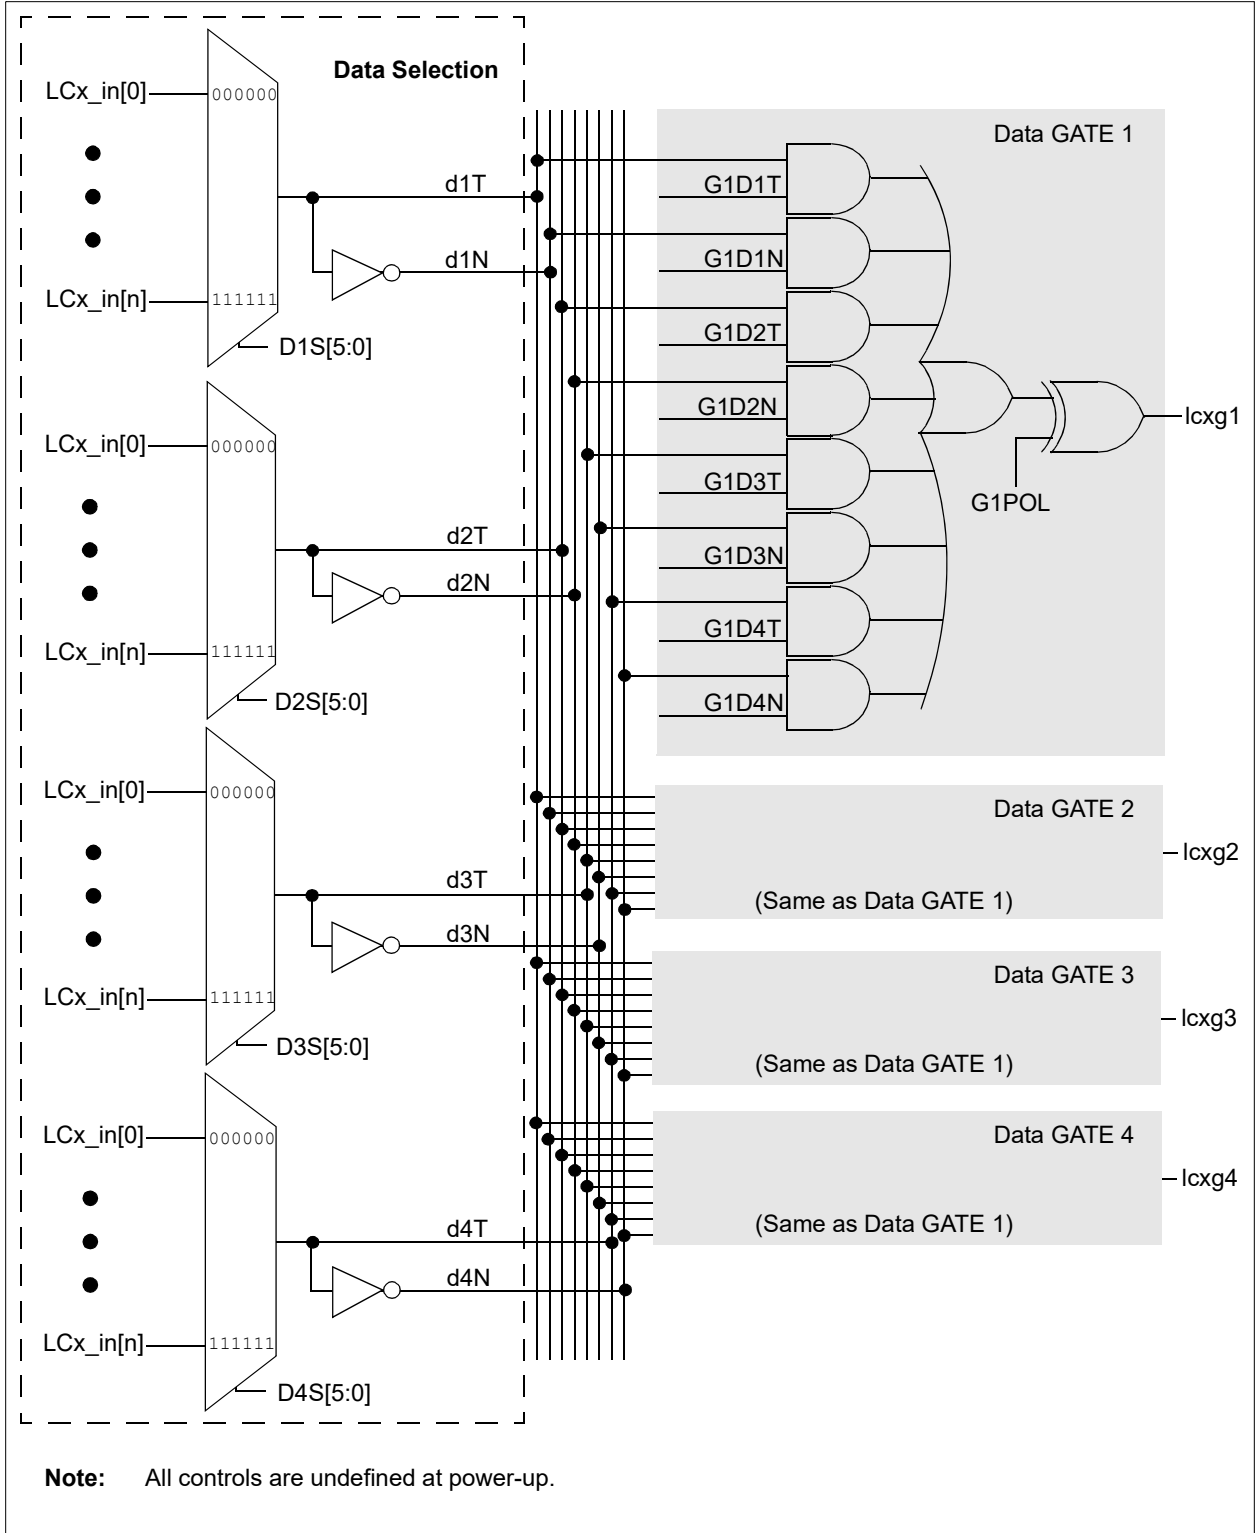 Data Selection
LCx_in[0]
000000
d1T
d1N
LCx_in[n]
111111
D1S[5:0]
LCx_in[0]
000000
d2T
d2N
LCx_in[n]
111111
D2S[5:0]
LCx_in[0]
000000
d3T
d3N
LCx_in[n]
111111
D3S[5:0]
LCx_in[0]
000000
d4T
d4N
LCx_in[n]
111111
D4S[5:0]
Data GATE 1
G1D1T
G1D1N
G1D2T
G1D2N
G1D3T
G1D3N
G1D4T
G1D4N
G1POL
lcxg1
Data GATE 2
(Same as Data GATE 1)
lcxg2
Data GATE 3
(Same as Data GATE 1)
lcxg3
Data GATE 4
(Same as Data GATE 1)
lcxg4
Note: All controls are undefined at power-up.